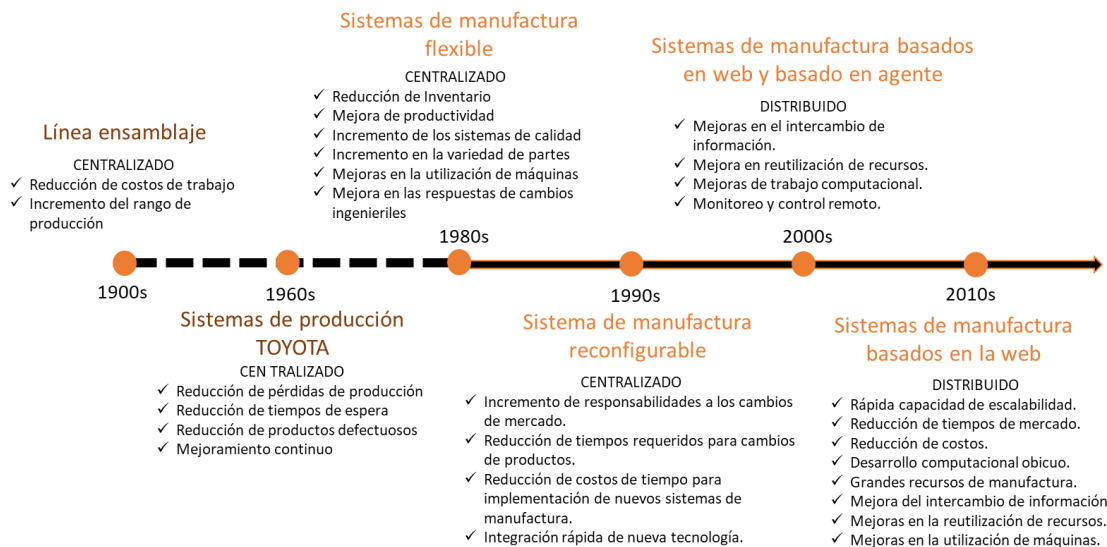 Línea ensamblaje
CENTRALIZADO
✓ Reducción de costos de trabajo
✓ Incremento del rango de
producción
1900s
Sistemas de producción
TOYOTA
CEN TRALIZADO
✓ Reducción de pérdidas de producción
✓ Reducción de tiempos de espera
✓ Reducción de productos defectuosos
✓ Mejoramiento continuo
1960s
Sistemas de manufactura
flexible
CENTRALIZADO
✓ Reducción de Inventario
✓ Mejora de productividad
✓ Incremento de los sistemas de calidad
✓ Incremento en la variedad de partes
✓ Mejoras en la utilización de máquinas
✓ Mejora en las respuestas de cambios
ingenieriles
1980s
1990s
Sistema de manufactura
reconfigurable
CENTRALIZADO
✓ Incremento de responsabilidades a los cambios
de mercado.
✓ Reducción de tiempos requeridos para cambios
de productos.
✓ Reducción de costos de tiempo para
implementación de nuevos sistemas de
manufactura.
✓ Integración rápida de nueva tecnología.
Sistemas de manufactura basados
en web y basado en agente
DISTRIBUIDO
✓ Mejoras en el intercambio de
información.
✓ Mejora en reutilización de recursos.
✓ Mejoras de trabajo computacional.
✓ Monitoreo y control remoto.
2000s
2010s
Sistemas de manufactura
basados en la web
DISTRIBUIDO
✓ Rápida capacidad de escalabilidad.
✓ Reducción de tiempos de mercado.
✓ Reducción de costos.
✓ Desarrollo computacional obicuo.
✓ Grandes recursos de manufactura.
✓ Mejora del intercambio de información
✓ Mejoras en la reutilización de recursos.
✓ Mejoras en la utilización de máquinas.